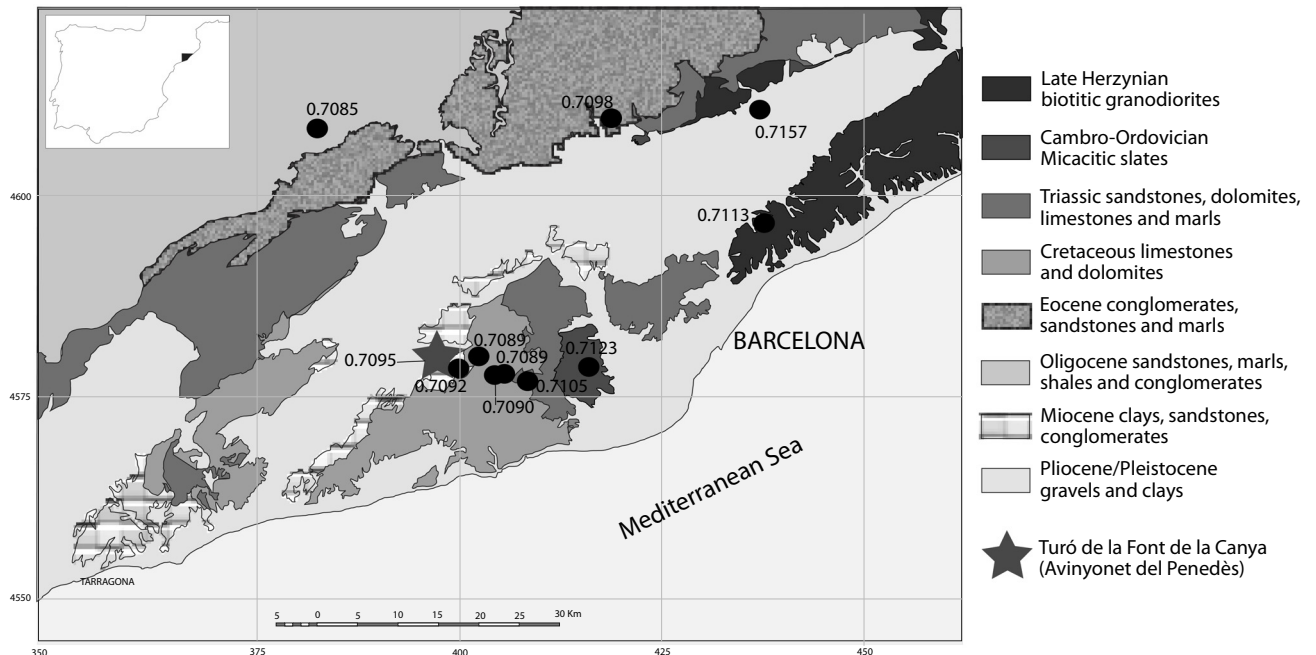 0.7085
0.7098
0.7157
4600
0.7113
0.7089
0.7095
0.7089
0.7123
BARCELONA
0.7092
0.7105
0.7090
4575
Mediterranean Sea
TARRAGONA
4550
5 0 5 10 15 20 25 30 Km
350 375 400 425 450
Late Herzynian
biotitic granodiorites
Cambro-Ordovician
Micacitic slates
Triassic sandstones, dolomites,
limestones and marls
Cretaceous limestones
and dolomites
Eocene conglomerates,
sandstones and marls
Oligocene sandstones, marls,
shales and conglomerates
Miocene clays, sandstones,
conglomerates
Pliocene/Pleistocene
gravels and clays
Turó de la Font de la Canya
(Avinyonet del Penedès)